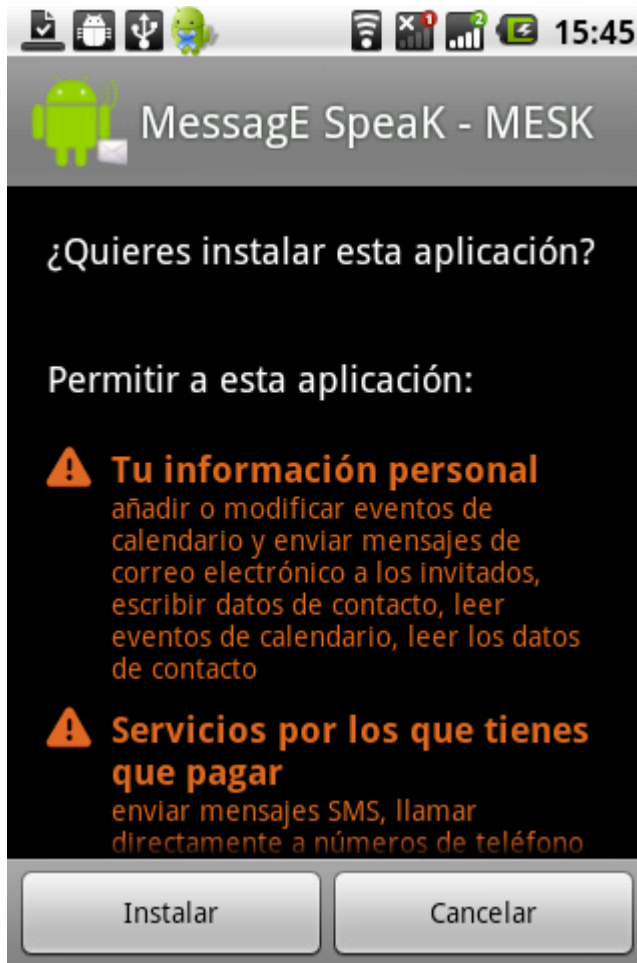 1
2
15:45
MessagE SpeaK - MESK
¿Quieres instalar esta aplicación?
Permitir a esta aplicación:
Tu información personal
añadir o modificar eventos de
calendario y enviar mensajes de
correo electrónico a los invitados,
escribir datos de contacto, leer
eventos de calendario, leer los datos
de contacto
Servicios por los que tienes
que pagar
enviar mensajes SMS, llamar
directamente a números de teléfono
Instalar
Cancelar